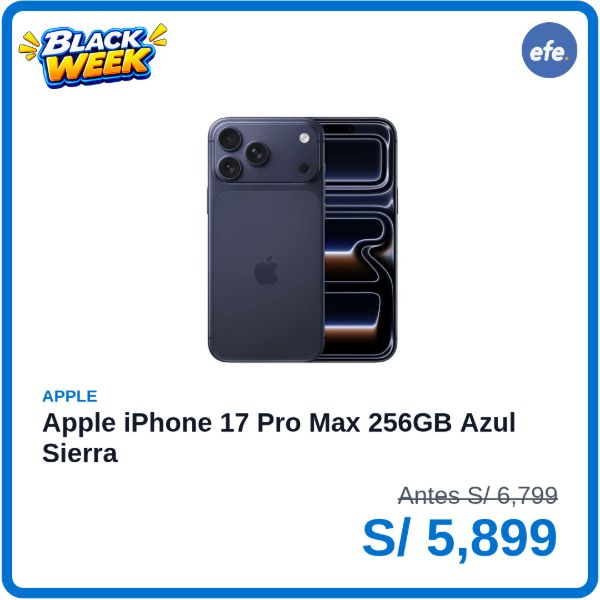 BLACK
WEEK
efe.
APPLE
Apple iPhone 17 Pro Max 256GB Azul
Sierra
Antes S/ 6,799
S/ 5,899